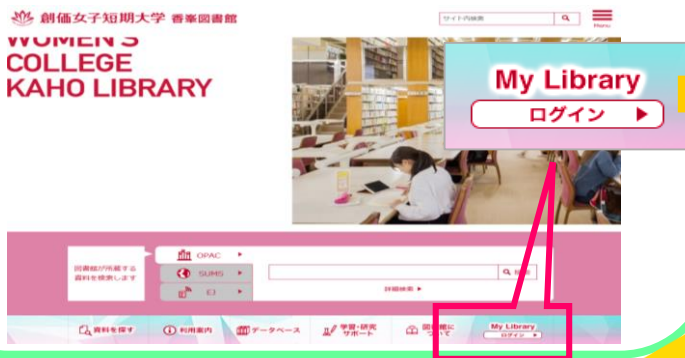 創価女子短期大学 香峯図書館
サイト内検索
Menu
WOMEN'S
COLLEGE
KAHO LIBRARY
My Library
ログイン ▶
図書館が所蔵する
資料を検索します
OPAC ▶
SUMS ▶
EJ ▶
詳細検索 ▶
資料を探す
利用案内
データベース
学習・研究
サポート
図書館に
ついて
My Library
ログイン ▶